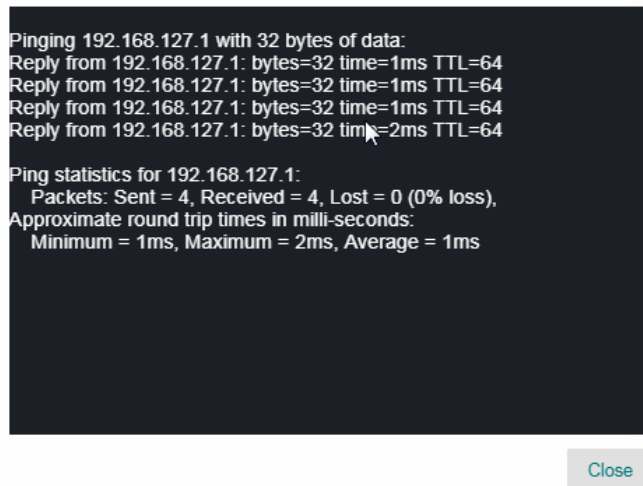 Pinging 192.168.127.1 with 32 bytes of data:
Reply from 192.168.127.1: bytes=32 time=1ms TTL=64
Reply from 192.168.127.1: bytes=32 time=1ms TTL=64
Reply from 192.168.127.1: bytes=32 time=1ms TTL=64
Reply from 192.168.127.1: bytes=32 time=2ms TTL=64
Ping statistics for 192.168.127.1:
Packets: Sent = 4, Received = 4, Lost = 0 (0% loss),
Approximate round trip times in milli-seconds:
Minimum = 1ms, Maximum = 2ms, Average = 1ms
Close